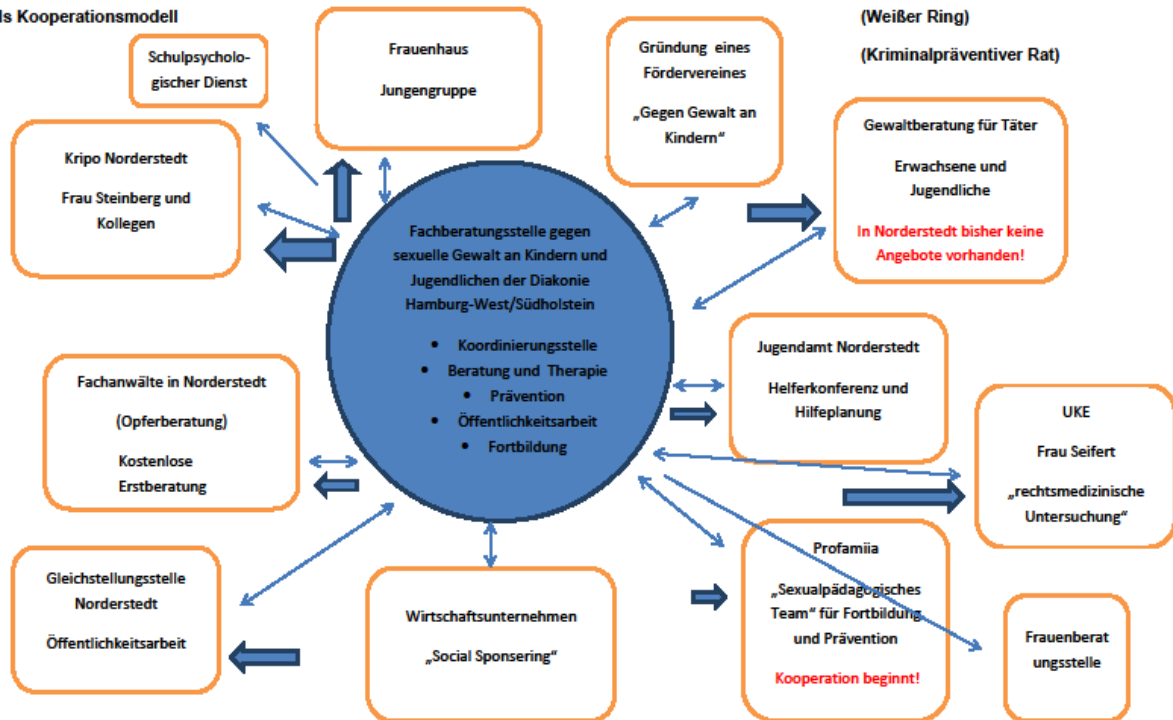 ls Kooperationsmodell
(Weißer Ring)
(Kriminalpräventiver Rat)
Schulpsycholo-
gischer Dienst
Frauenhaus
Jungengruppe
Gründung eines
Fördervereines
„Gegen Gewalt an
Kindern“
Gewaltberatung für Täter
Erwachsene und
Jugendliche
In Norderstedt bisher keine
Angebote vorhanden!
Kripo Norderstedt
Frau Steinberg und
Kollegen
Fachberatungsstelle gegen
sexuelle Gewalt an Kindern und
Jugendlichen der Diakonie
Hamburg-West/Südholstein
• Koordinierungsstelle
• Beratung und Therapie
• Prävention
• Öffentlichkeitsarbeit
• Fortbildung
Jugendamt Norderstedt
Helferkonferenz und
Hilfeplanung
Fachanwälte in Norderstedt
(Opferberatung)
Kostenlose
Erstberatung
UKE
Frau Seifert
„rechtsmedizinische
Untersuchung“
Gleichstellungsstelle
Norderstedt
Öffentlichkeitsarbeit
Wirtschaftsunternehmen
„Social Sponsering“
Profamiia
„Sexualpädagogisches
Team“ für Fortbildung
und Prävention
Kooperation beginnt!
Frauenberat
ungsstelle